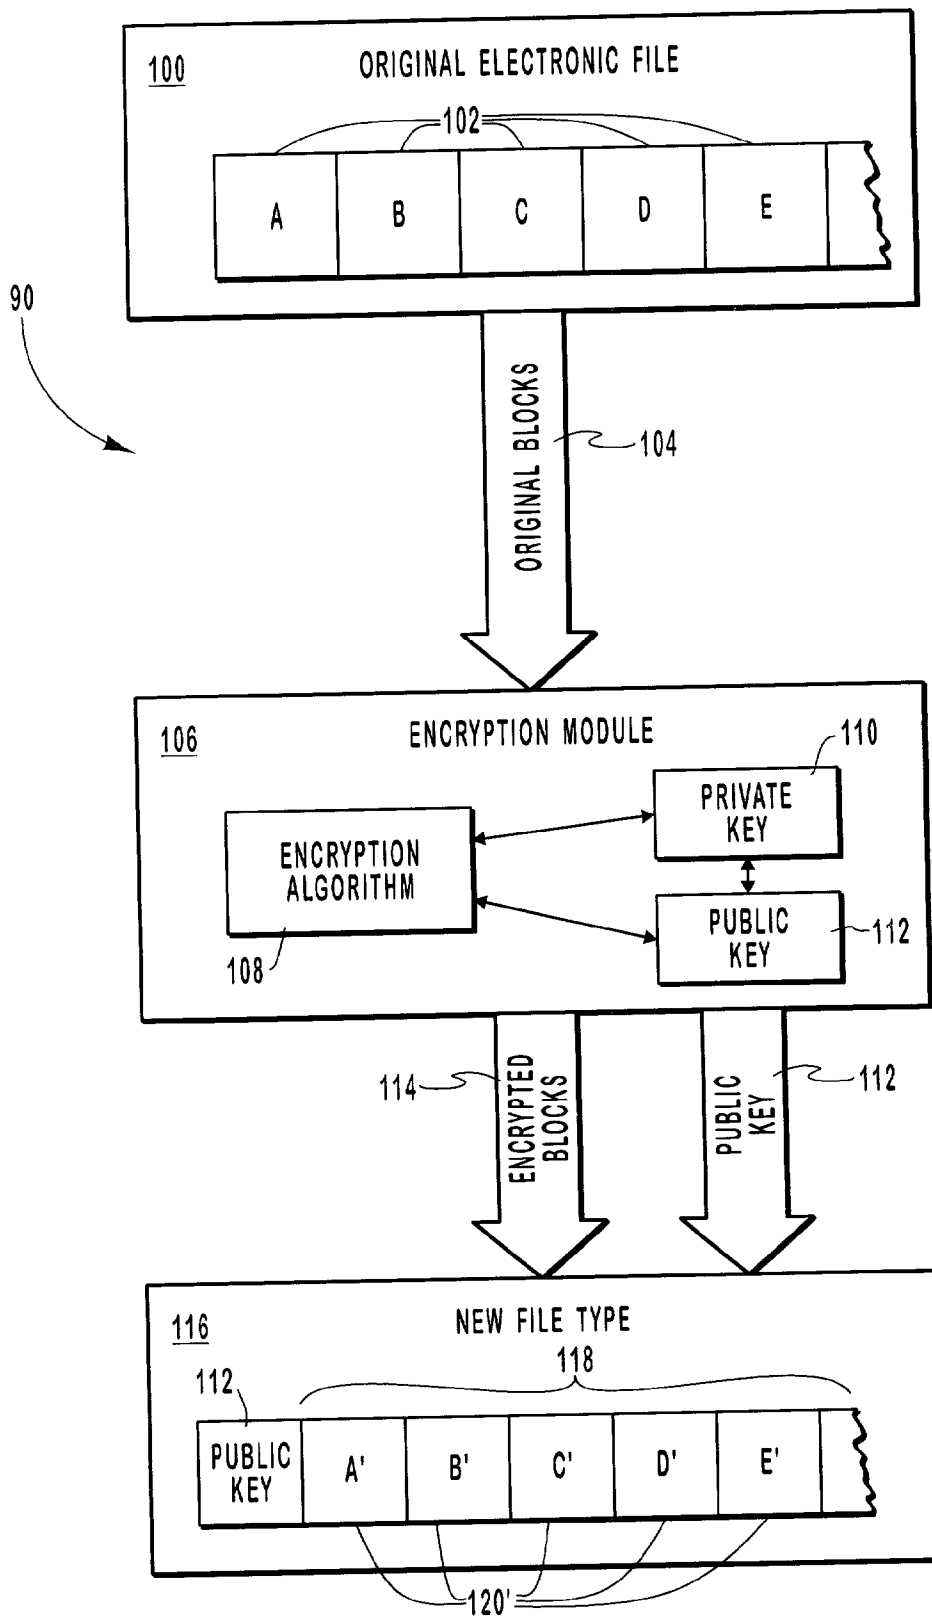 100
ORIGINAL ELECTRONIC FILE
102
A B C D E
90
ORIGINAL BLOCKS
104
106
ENCRYPTION MODULE
110
PRIVATE
KEY
ENCRYPTION
ALGORITHM
PUBLIC
KEY
112
108
114
ENCRYPTED
BLOCKS
PUBLIC
KEY
112
116
NEW FILE TYPE
118
112
PUBLIC
KEY
A' B' C' D' E'
120'